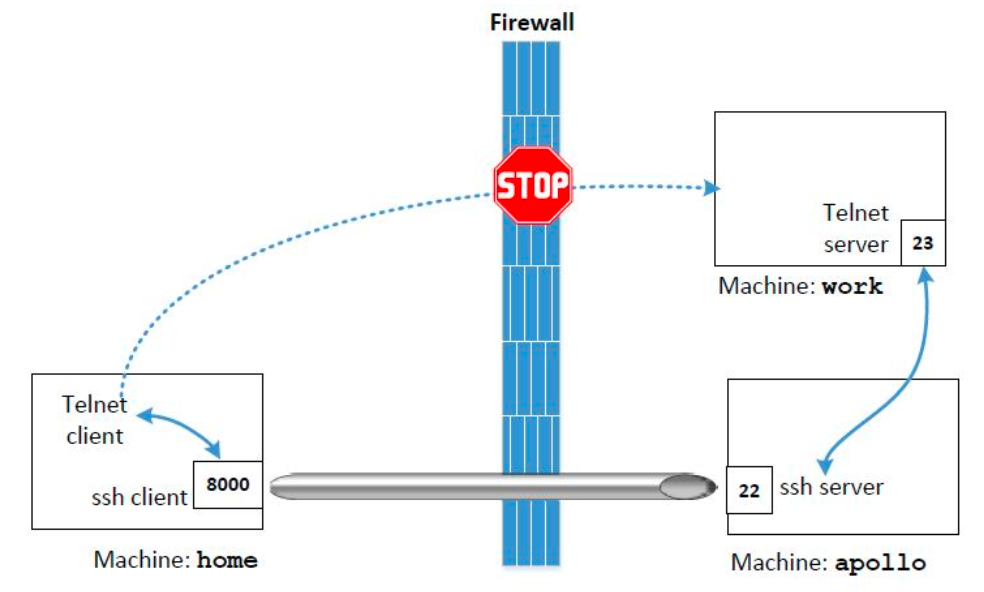 Firewall
STOP
Telnet
server
23
Machine: work
Telnet
client
ssh client
8000
22
ssh server
Machine: home
Machine: apollo